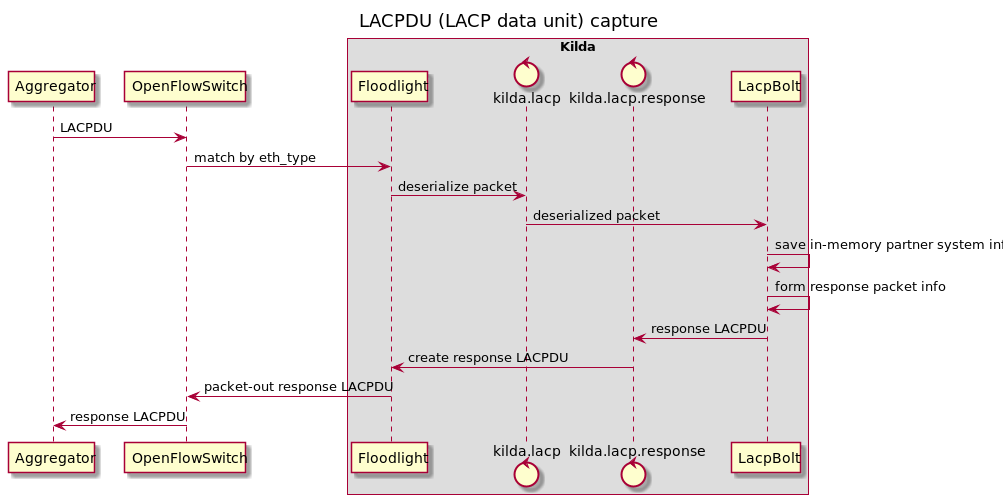 LACPDU (LACP data unit) capture
Kilda
Aggregator
OpenFlowSwitch
Floodlight
kilda.lacp
kilda.lacp.response
LacpBolt
LACPDU
match by eth_type
deserialize packet
deserialized packet
save in-memory partner system inf
form response packet info
response LACPDU
create response LACPDU
packet-out response LACPDU
response LACPDU
Aggregator
OpenFlowSwitch
Floodlight
kilda.lacp
kilda.lacp.response
LacpBolt